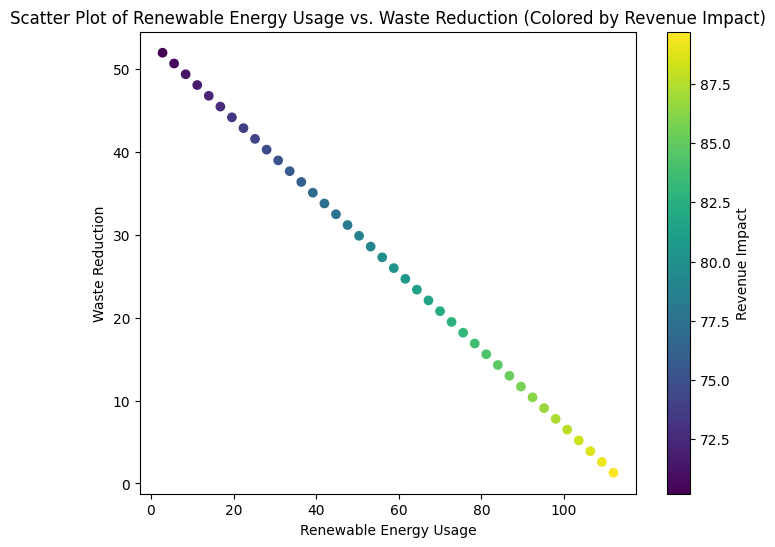 Scatter Plot of Renewable Energy Usage vs. Waste Reduction (Colored by Revenue Impact)
50
40
30
20
10
0
Waste Reduction
0 20 40 60 80 100
Renewable Energy Usage
87.5
85.0
82.5
80.0
77.5
75.0
72.5
Revenue Impact